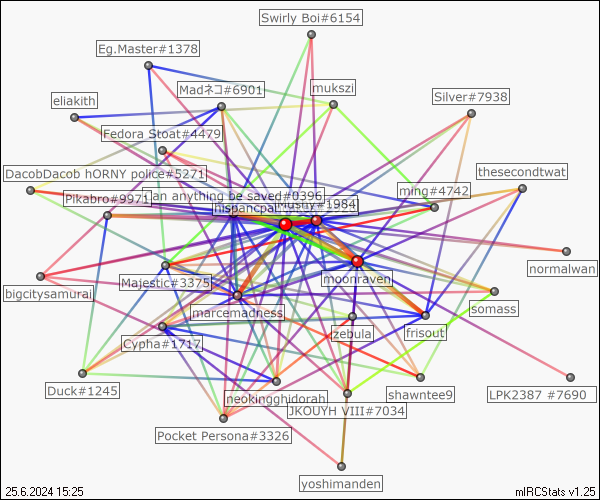 Swirly Boi#6154
Eg.Master#1378
Madネコ#6901
mukszi
eliakith
Silver#7938
Fedora Stoat#4479
DacobDacob hORNY police#5271
thesecondtwat
ming#4742
Pikabro#9971
an anything be saved#0396
Mushy#1984
hispancpal
normalwan
Majestic#3375
moonraven
bigcitysamurai
marcemadness
somass
zebula
frisout
Cypha#1717
Duck#1245
neokingghidorah
shawntee9
LPK2387 #7690
JKOUYH VIII#7034
Pocket Persona#3326
yoshimanden
25.6.2024 15:25
mIRCStats v1.25